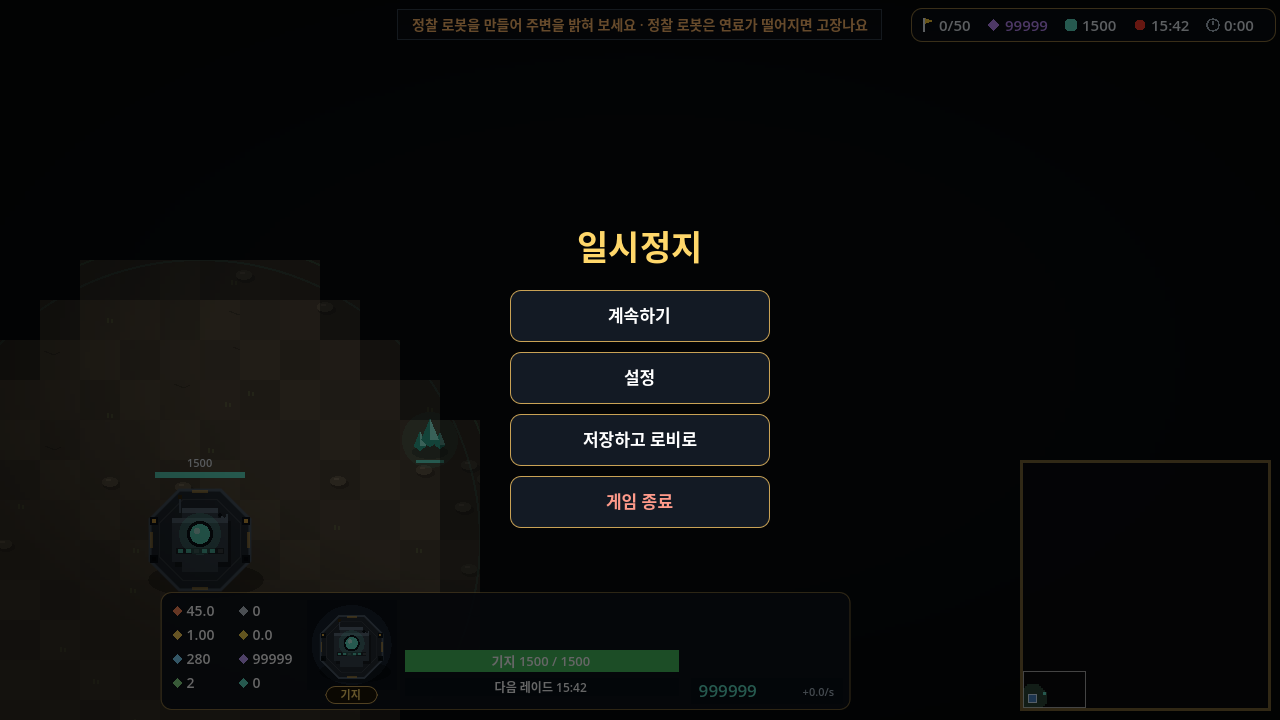 정찰 로봇을 만들어 주변을 밝혀 보세요 · 정찰 로봇은 연료가 떨어지면 고장나요
0/50 99999 1500 15:42 0:00
일시정지
계속하기
설정
저장하고 로비로
게임 종료
1500
45.0 0
1.00 0.0
280 99999
2 0
기지
기지 1500 / 1500
다음 레이드 15:42
999999 +0.0/s